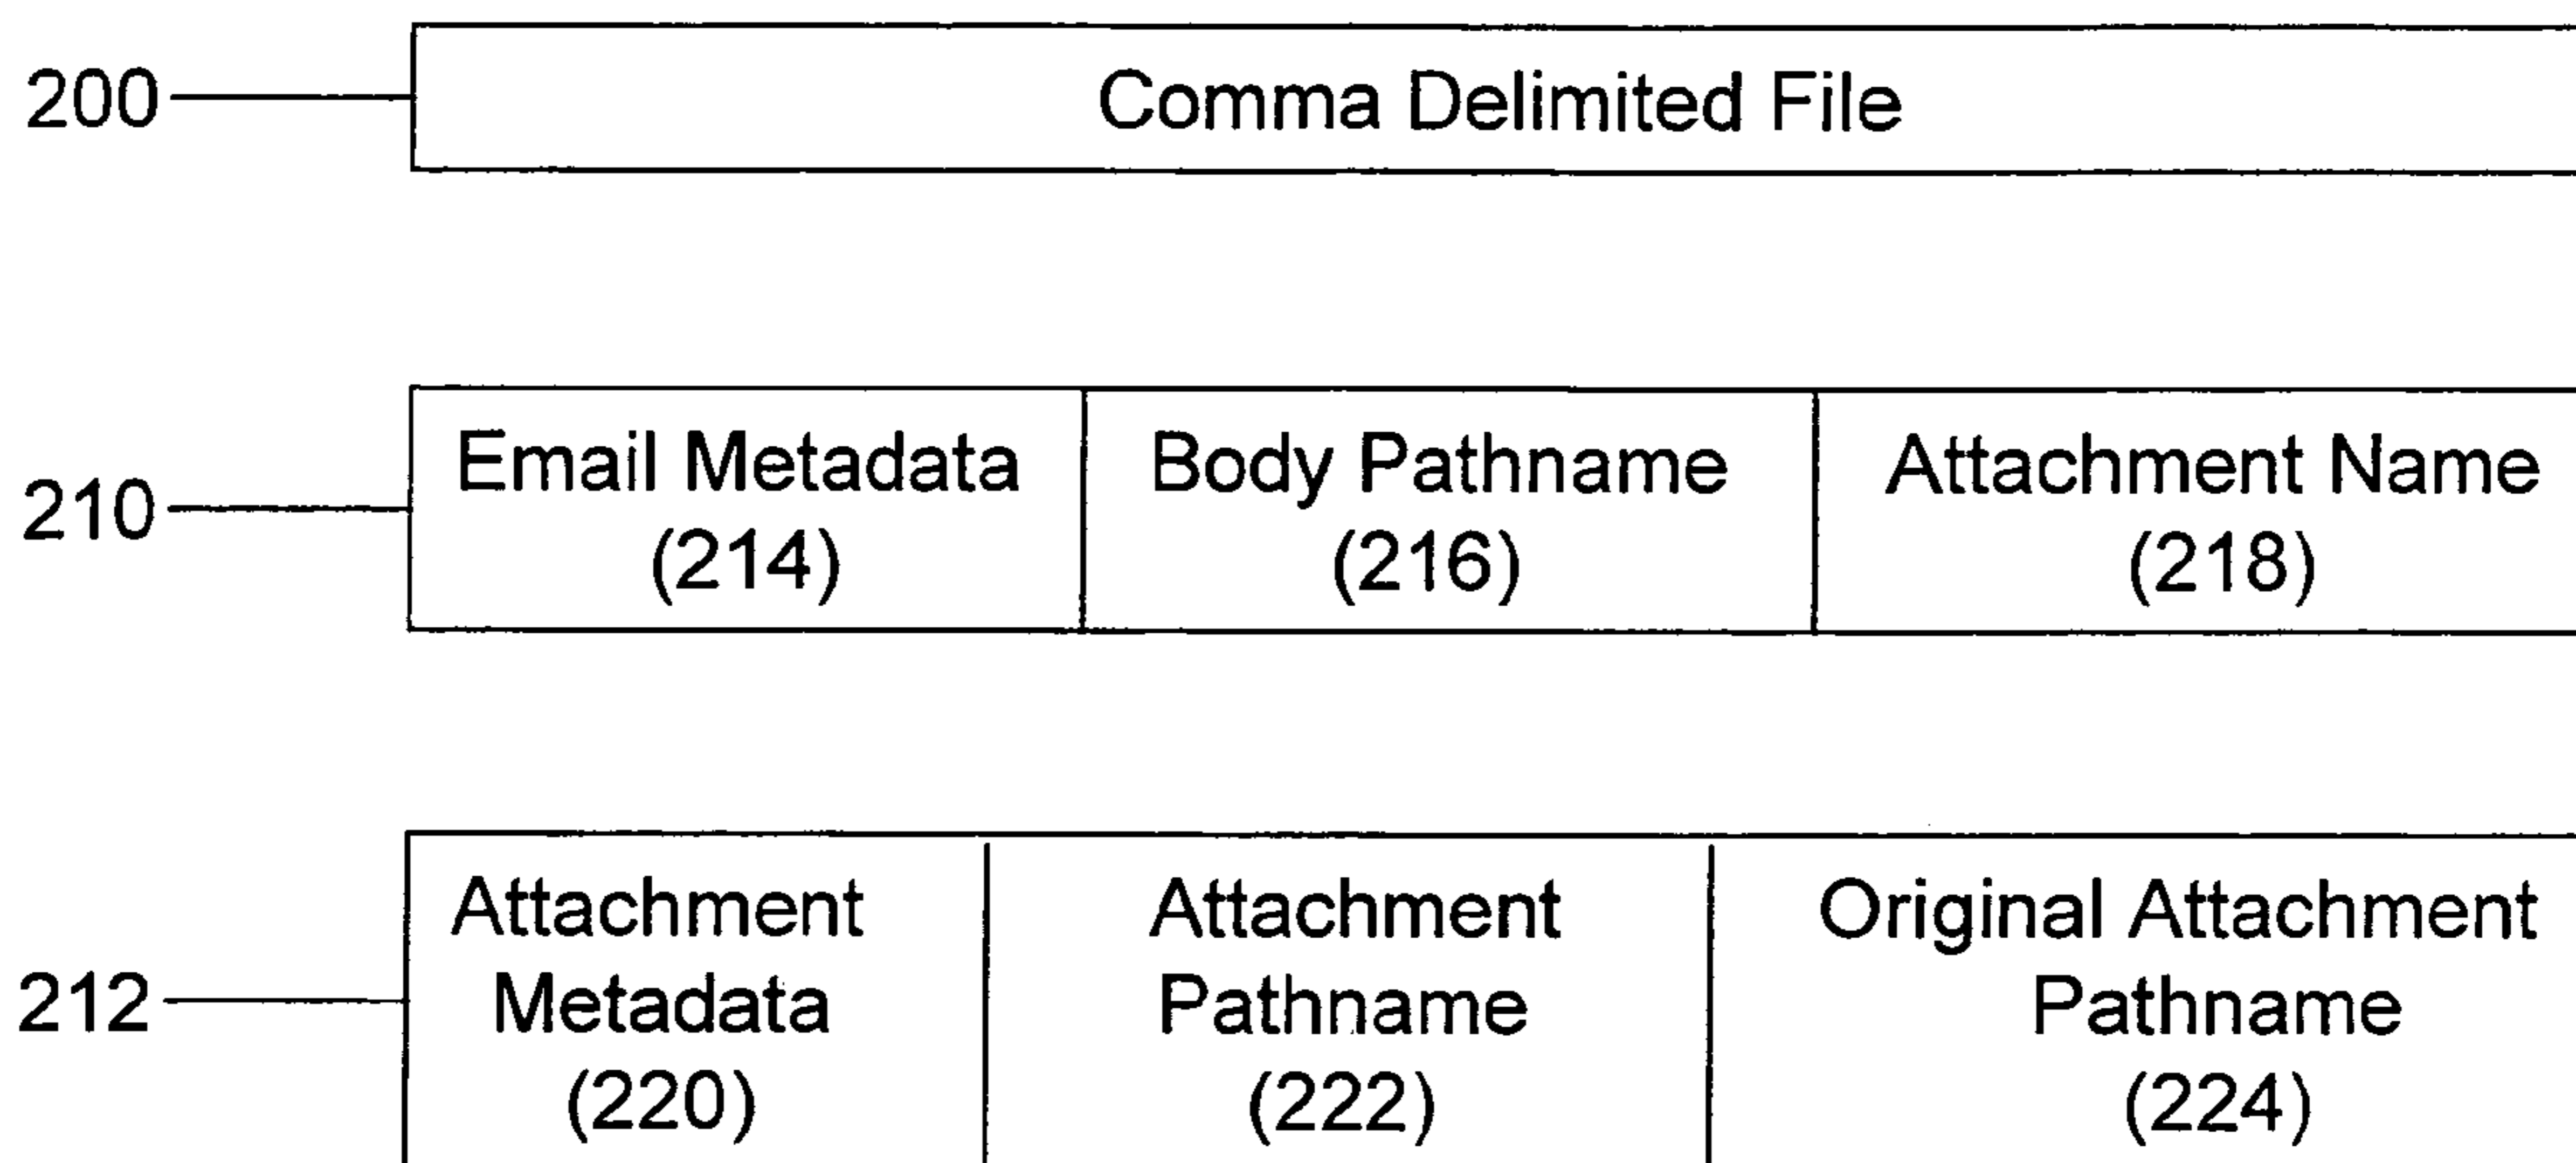 200 Comma Delimited File
Email Metadata Body Pathname Attachment Name
210 (214) (216) (218)
Attachment Attachment Original Attachment
212 Metadata Pathname Pathname
(220) (222) (224)